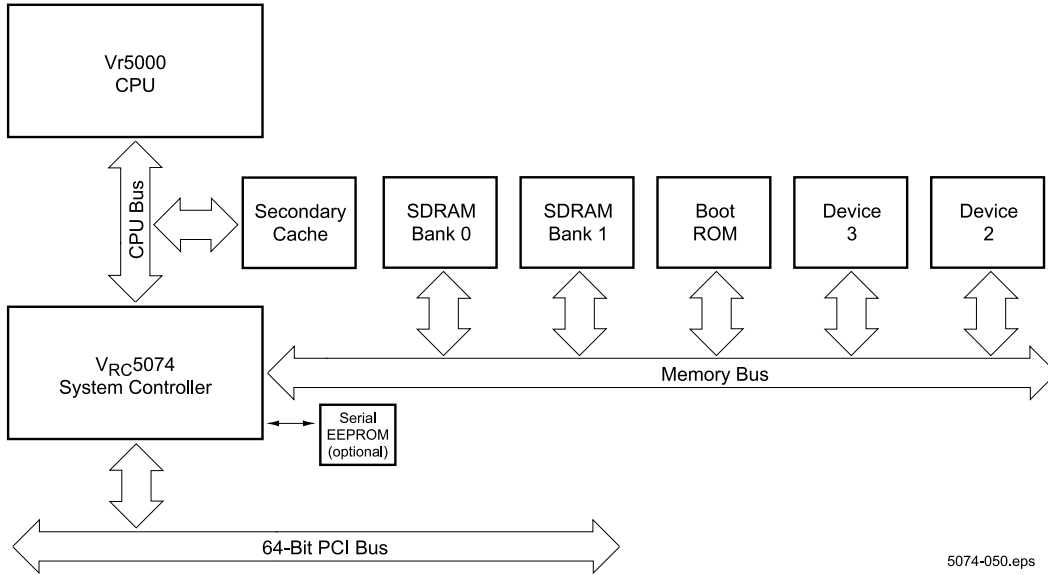 Vr5000
CPU
CPU Bus
Secondary
Cache
SDRAM
Bank 0
SDRAM
Bank 1
Boot
ROM
Device
3
Device
2
VRC5074
System Controller
Memory Bus
Serial
EEPROM
(optional)
64-Bit PCI Bus
5074-050.eps